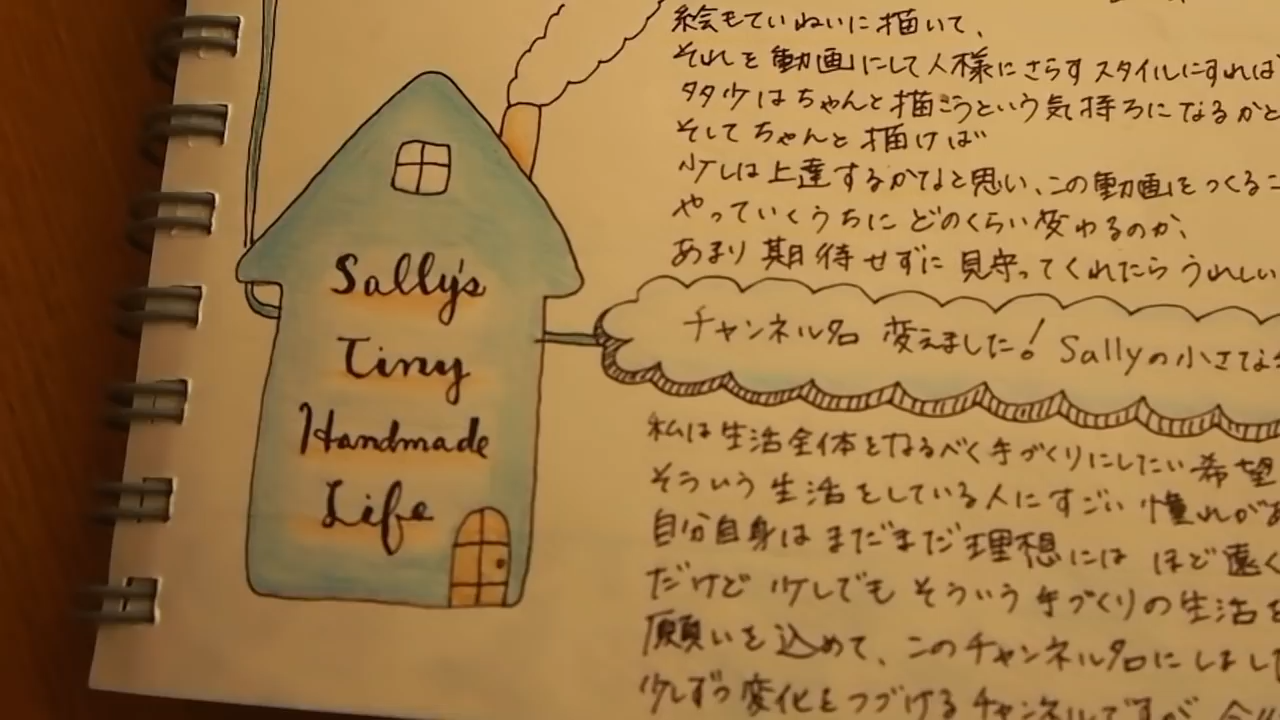 Sally's
Tiny
Handmade
Life
絵もていねいに描いて、
それを動画にして人様にさらすスタイルにすれば
多少はちゃんと描こうという気持ちになるかと
そしてちゃんと描けば
少しは上達するかなと思い、この動画をつくるこ
やっていくうちにどのくらい変わるのか、
あまり期待せずに見守ってくれたらうれしい
チャンネル名 変えました! Sallyの小さな
私は生活全体をなるべく手づくりにしたい希望
そういう生活をしている人にすごい憧れがあ
自分自身はまだまだ理想には ほど遠く
だけど 少しでも そういう手づくりの生活を
願いを込めて、このチャンネル名にしました
少しずつ変化をつづけるチャンネルですが、